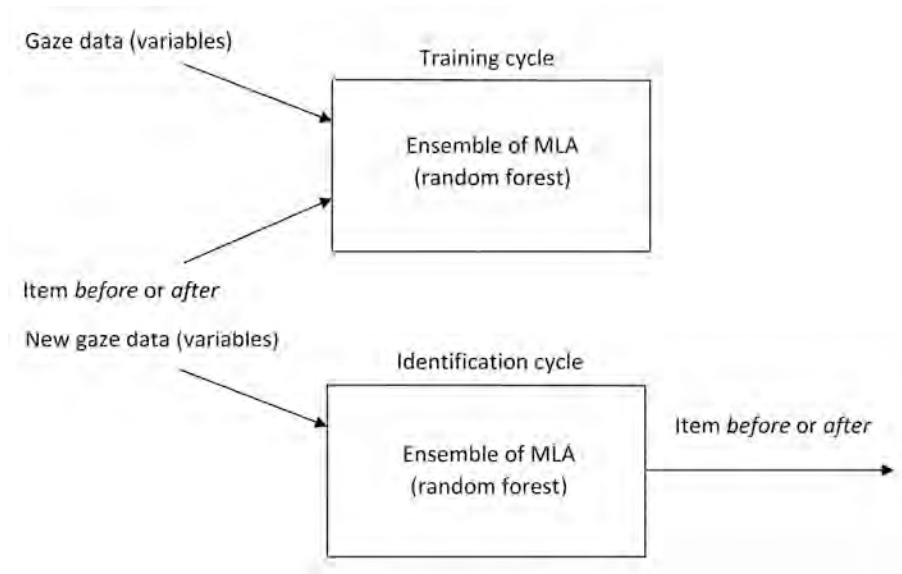 Gaze data (variables)
Training cycle
Ensemble of MLA
(random forest)
Item before or after
New gaze data (variables)
Identification cycle
Item before or after
Ensemble of MLA
(random forest)